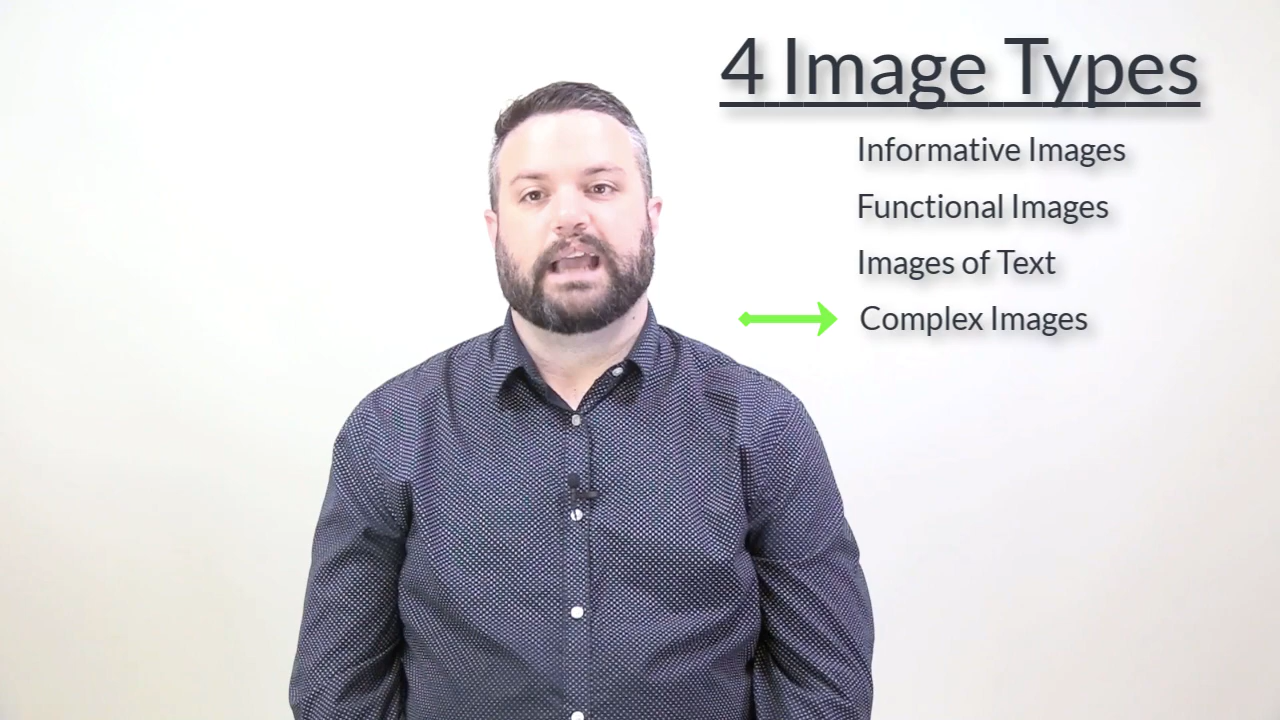 4 Image Types
Informative Images
Functional Images
Images of Text
Complex Images